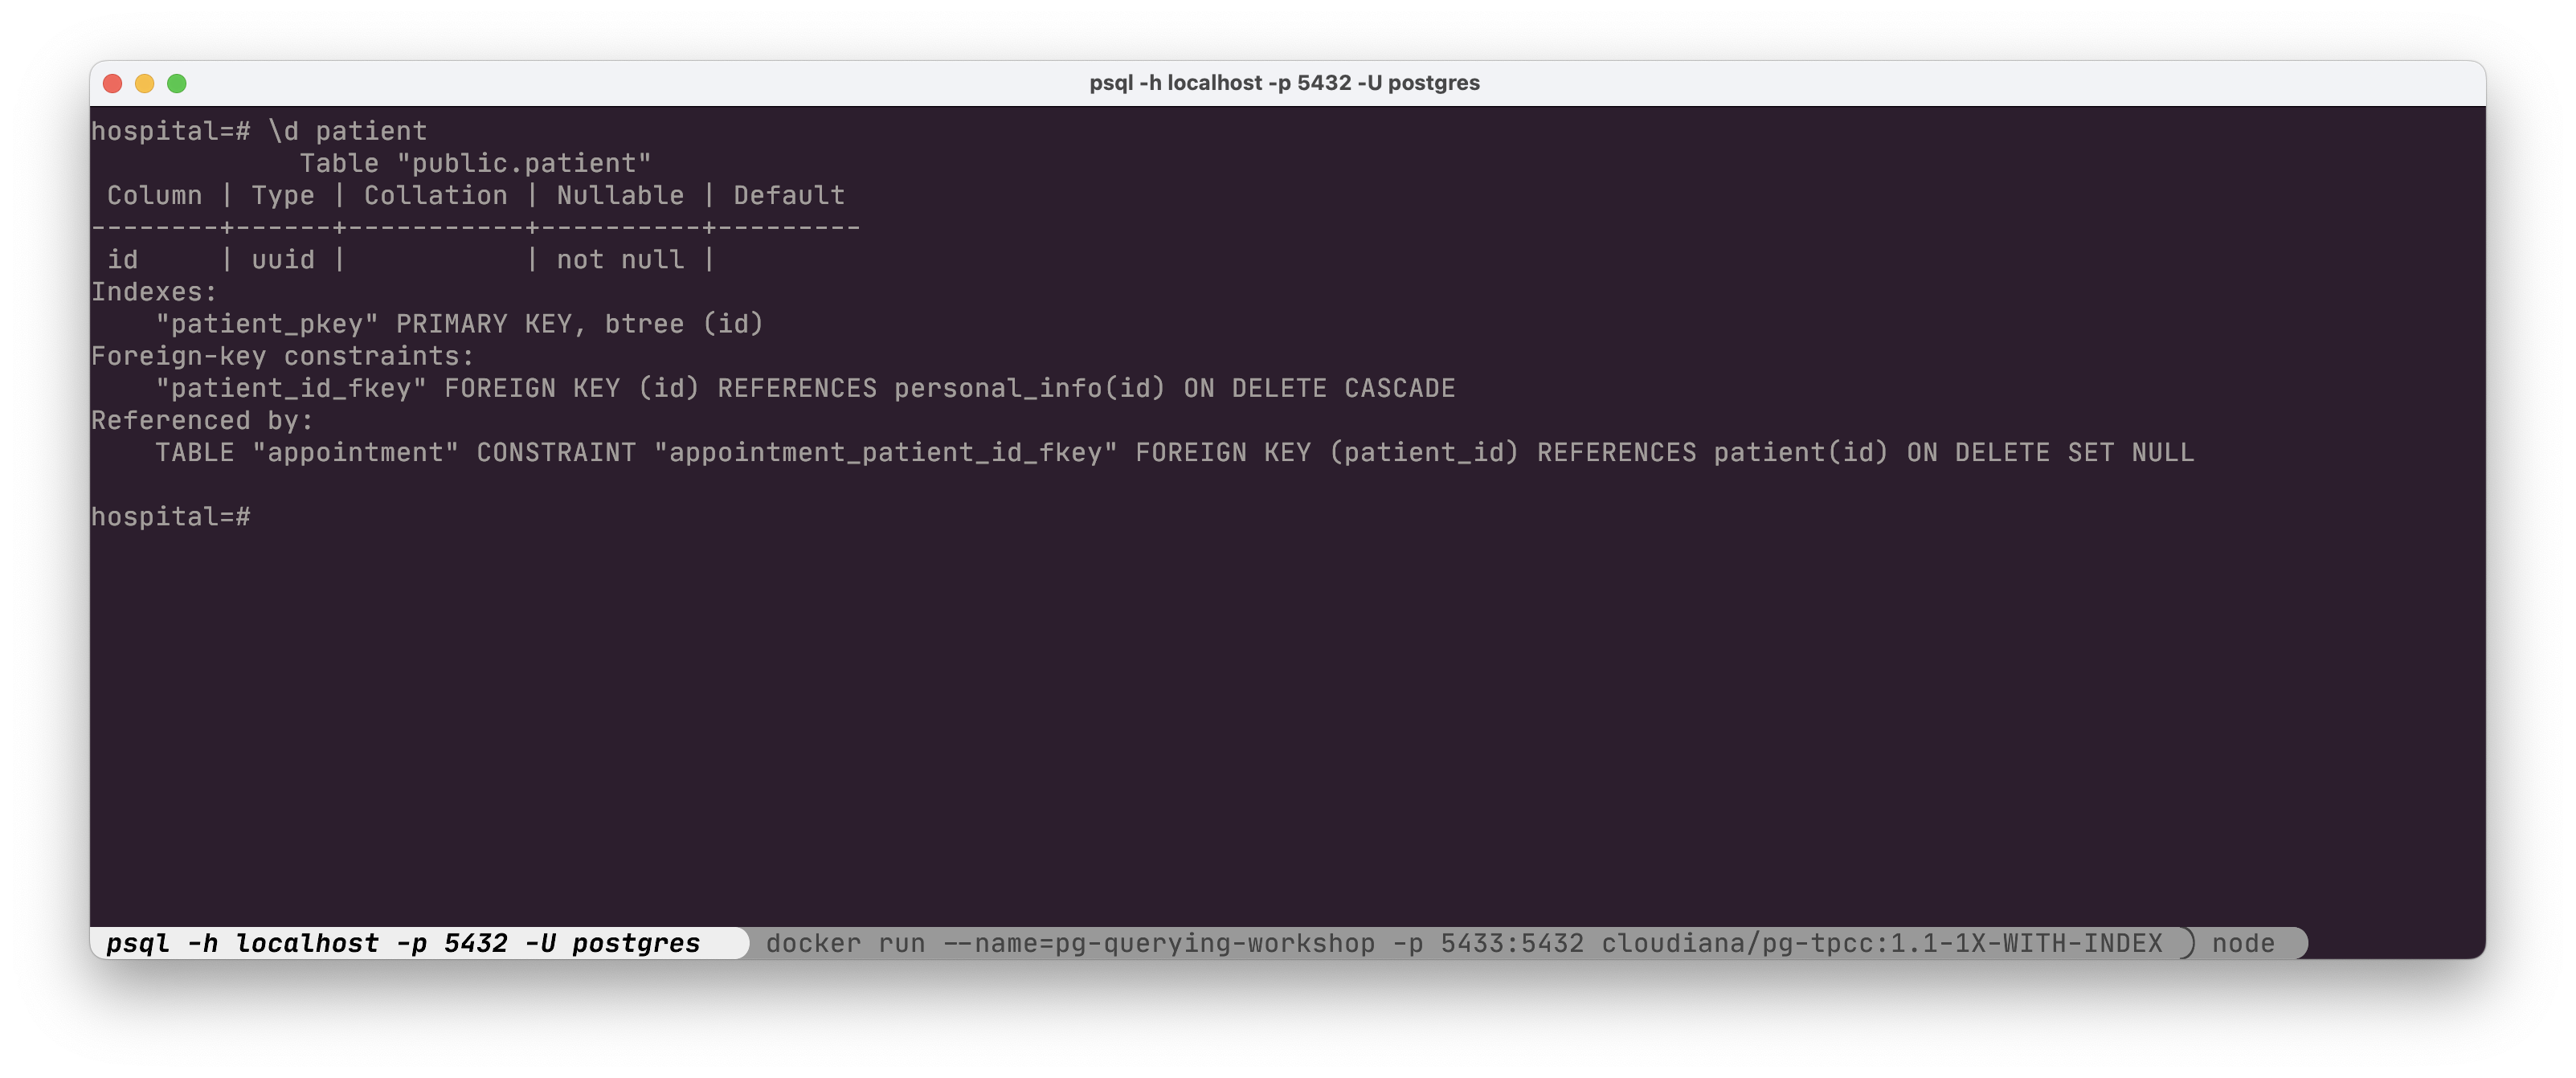 psql -h localhost -p 5432 -U postgres
hospital=# \d patient
Table "public.patient"
Column | Type | Collation | Nullable | Default
--------+------+-----------+----------+---------
id | uuid | | not null |
Indexes:
"patient_pkey" PRIMARY KEY, btree (id)
Foreign-key constraints:
"patient_id_fkey" FOREIGN KEY (id) REFERENCES personal_info(id) ON DELETE CASCADE
Referenced by:
TABLE "appointment" CONSTRAINT "appointment_patient_id_fkey" FOREIGN KEY (patient_id) REFERENCES patient(id) ON DELETE SET NULL
hospital=#
psql -h localhost -p 5432 -U postgres docker run --name=pg-querying-workshop -p 5433:5432 cloudiana/pg-tpcc:1.1-1X-WITH-INDEX node